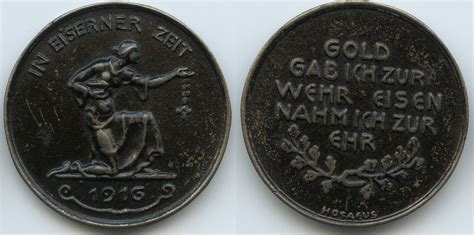 IN EISERNER ZEIT
1916
GOLD
GAB ICH ZUR
WEHR EISEN
NAHM ICH ZUR
EHR
HOSAEUS